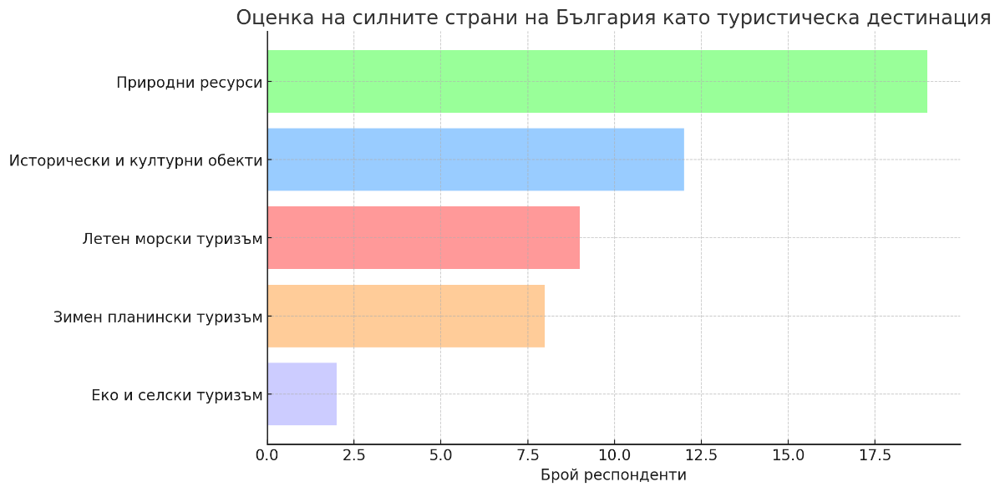 Оценка на силните страни на България като туристическа дестинация
Природни ресурси
Исторически и културни обекти
Летен морски туризъм
Зимен планински туризъм
Еко и селски туризъм
0.0 2.5 5.0 7.5 10.0 12.5 15.0 17.5
Брой респонденти